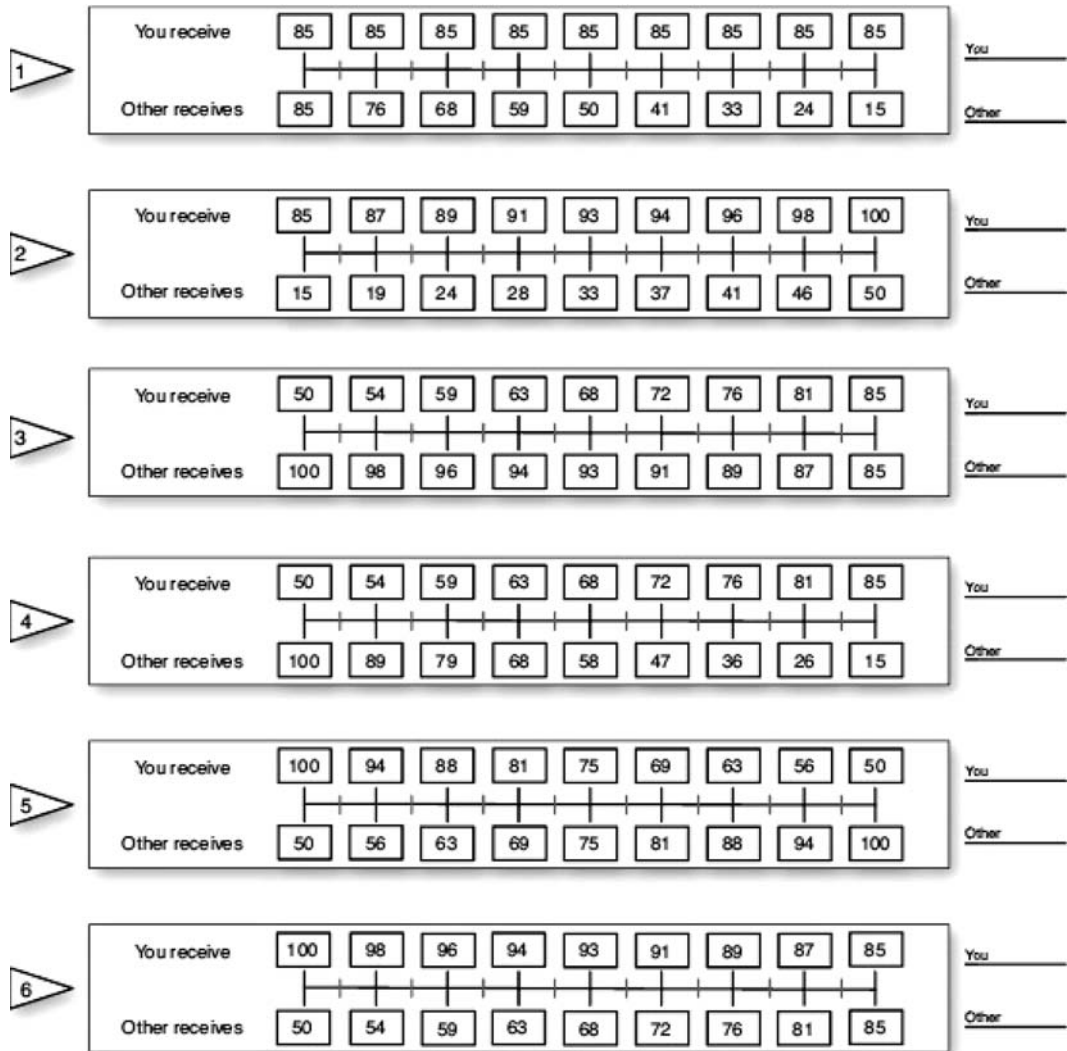 You receive 85 85 85 85 85 85 85 85 85
You
1
Other receives 85 76 68 59 50 41 33 24 15
Other
You receive 85 87 89 91 93 94 96 98 100
You
2
Other receives 15 19 24 28 33 37 41 46 50
Other
You receive 50 54 59 63 68 72 76 81 85
You
3
Other receives 100 98 96 94 93 91 89 87 85
Other
You receive 50 54 59 63 68 72 76 81 85
You
4
Other receives 100 89 79 68 58 47 36 26 15
Other
You receive 100 94 88 81 75 69 63 56 50
You
5
Other receives 50 56 63 69 75 81 88 94 100
Other
You receive 100 98 96 94 93 91 89 87 85
You
6
Other receives 50 54 59 63 68 72 76 81 85
Other